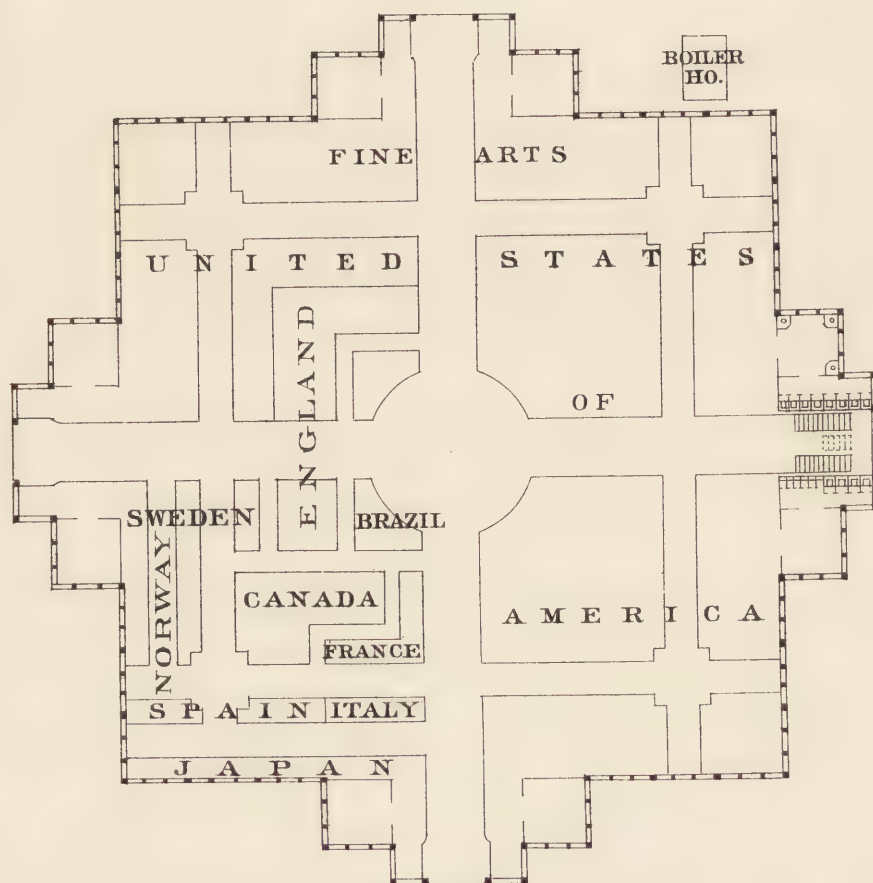 BOILER
HO.
FINE ARTS
UNITED STATES
ENGLAND
OF
SWEDEN
BRAZIL
NORWAY
CANADA
AMERICA
FRANCE
SPAIN
ITALY
JAPAN